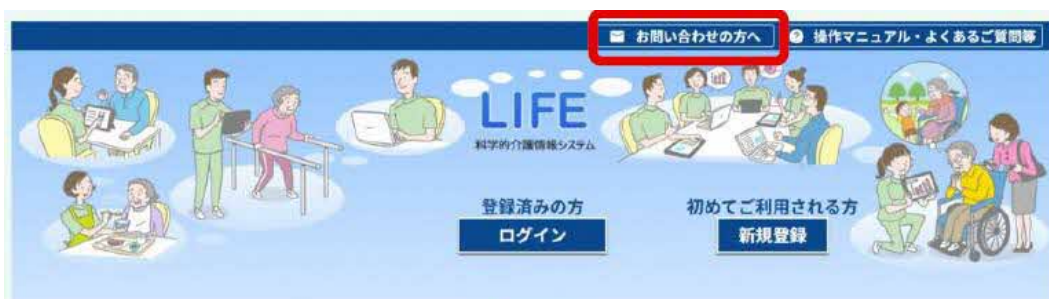 お問い合わせの方へ
操作マニュアル・よくあるご質問等
LIFE
科学的介護情報システム
登録済みの方
初めてご利用される方
ログイン
新規登録